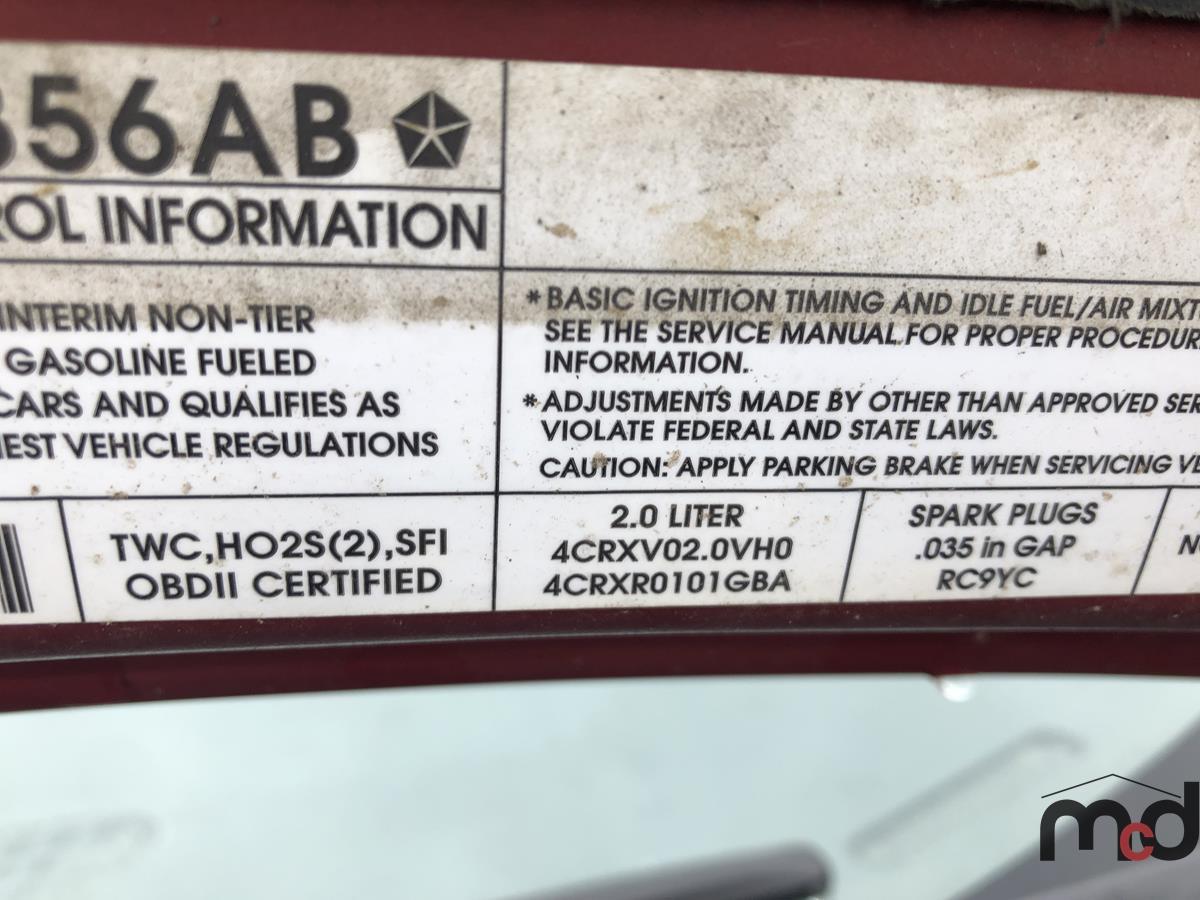 56AB
ROL INFORMATION
INTERIM NON-TIER
GASOLINE FUELED
CARS AND QUALIFIES AS
VEHICLE REGULATIONS
TWC,HO2S(2),SFI
OBDII CERTIFIED
*BASIC IGNITION TIMING AND IDLE FUEL/AIR MIXT
SEE THE SERVICE MANUAL FOR PROPER PROCEDUR
INFORMATION.
*ADJUSTMENTS MADE BY OTHER THAN APPROVED SER
VIOLATE FEDERAL AND STATE LAWS.
CAUTION: APPLY PARKING BRAKE WHEN SERVICING VE
2.0 LITER
4CRXV02.0VH0
4CRXR0101GBA
SPARK PLUGS
.035 in GAP
RC9YC
mcd